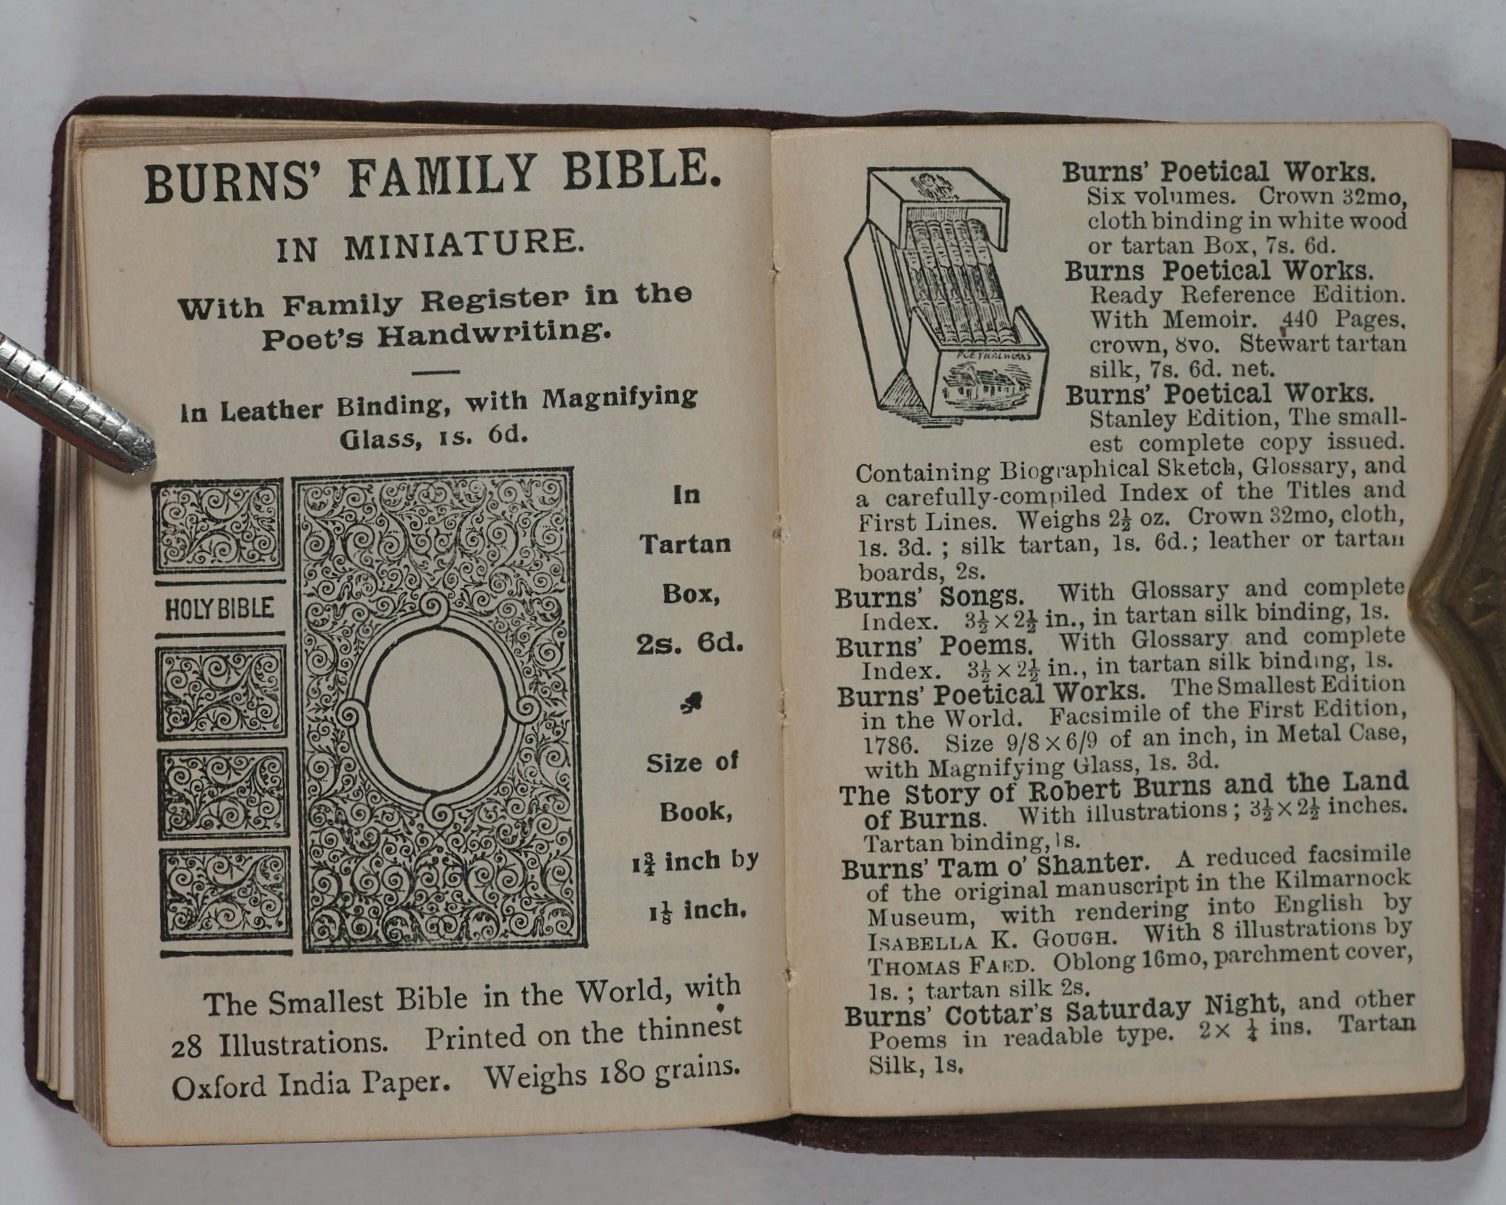 BURNS' FAMILY BIBLE.
IN MINIATURE.
With Family Register in the
Poet's Handwriting.
In Leather Binding, with Magnifying
Glass, 1s. 6d.
HOLY BIBLE
In
Tartan
Box,
2s. 6d.
Size of
Book,
1¾ inch by
1⅛ inch.
The Smallest Bible in the World, with
28 Illustrations. Printed on the thinnest
Oxford India Paper. Weighs 180 grains.
POETICAL WORKS
Burns' Poetical Works.
Six volumes. Crown 32mo,
cloth binding in white wood
or tartan Box, 7s. 6d.
Burns Poetical Works.
Ready Reference Edition.
With Memoir. 440 Pages,
crown, 8vo. Stewart tartan
silk, 7s. 6d. net.
Burns' Poetical Works.
Stanley Edition, The small-
est complete copy issued.
Containing Biographical Sketch, Glossary, and
a carefully-compiled Index of the Titles and
First Lines. Weighs 2½ oz. Crown 32mo, cloth,
1s. 3d. ; silk tartan, 1s. 6d.; leather or tartan
boards, 2s.
Burns' Songs. With Glossary and complete
Index. 3½ × 2½ in., in tartan silk binding, 1s.
Burns' Poems. With Glossary and complete
Index. 3½ × 2½ in., in tartan silk binding, 1s.
Burns' Poetical Works. The Smallest Edition
in the World. Facsimile of the First Edition,
1786. Size 9/8 × 6/9 of an inch, in Metal Case,
with Magnifying Glass, 1s. 3d.
The Story of Robert Burns and the Land
of Burns. With illustrations ; 3½ × 2½ inches.
Tartan binding, 1s.
Burns' Tam o' Shanter. A reduced facsimile
of the original manuscript in the Kilmarnock
Museum, with rendering into English by
ISABELLA K. GOUGH. With 8 illustrations by
THOMAS FAED. Oblong 16mo, parchment cover,
1s. ; tartan silk 2s.
Burns' Cottar's Saturday Night, and other
Poems in readable type. 2 × ¼ ins. Tartan
Silk, 1s.